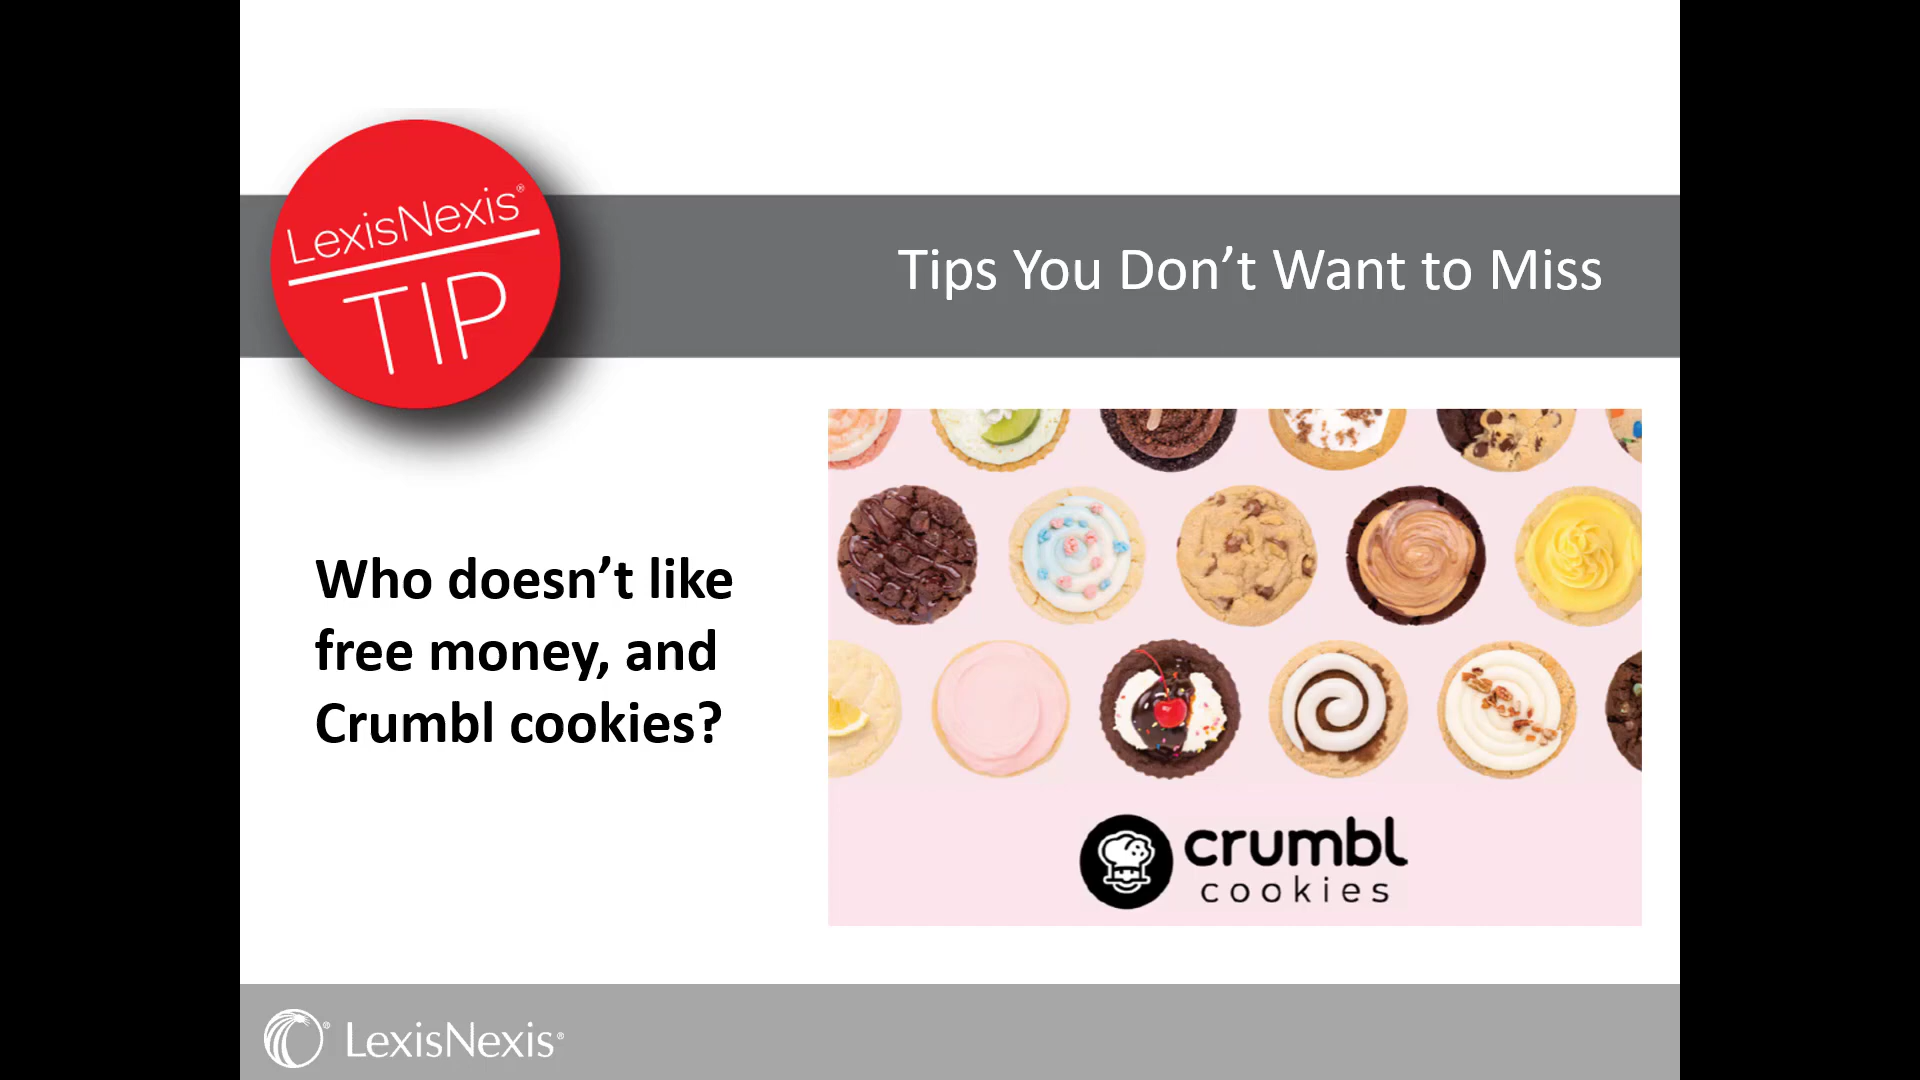 LexisNexis®
TIP
Tips You Don’t Want to Miss
Who doesn’t like
free money, and
Crumbl cookies?
crumbl
cookies
LexisNexis®